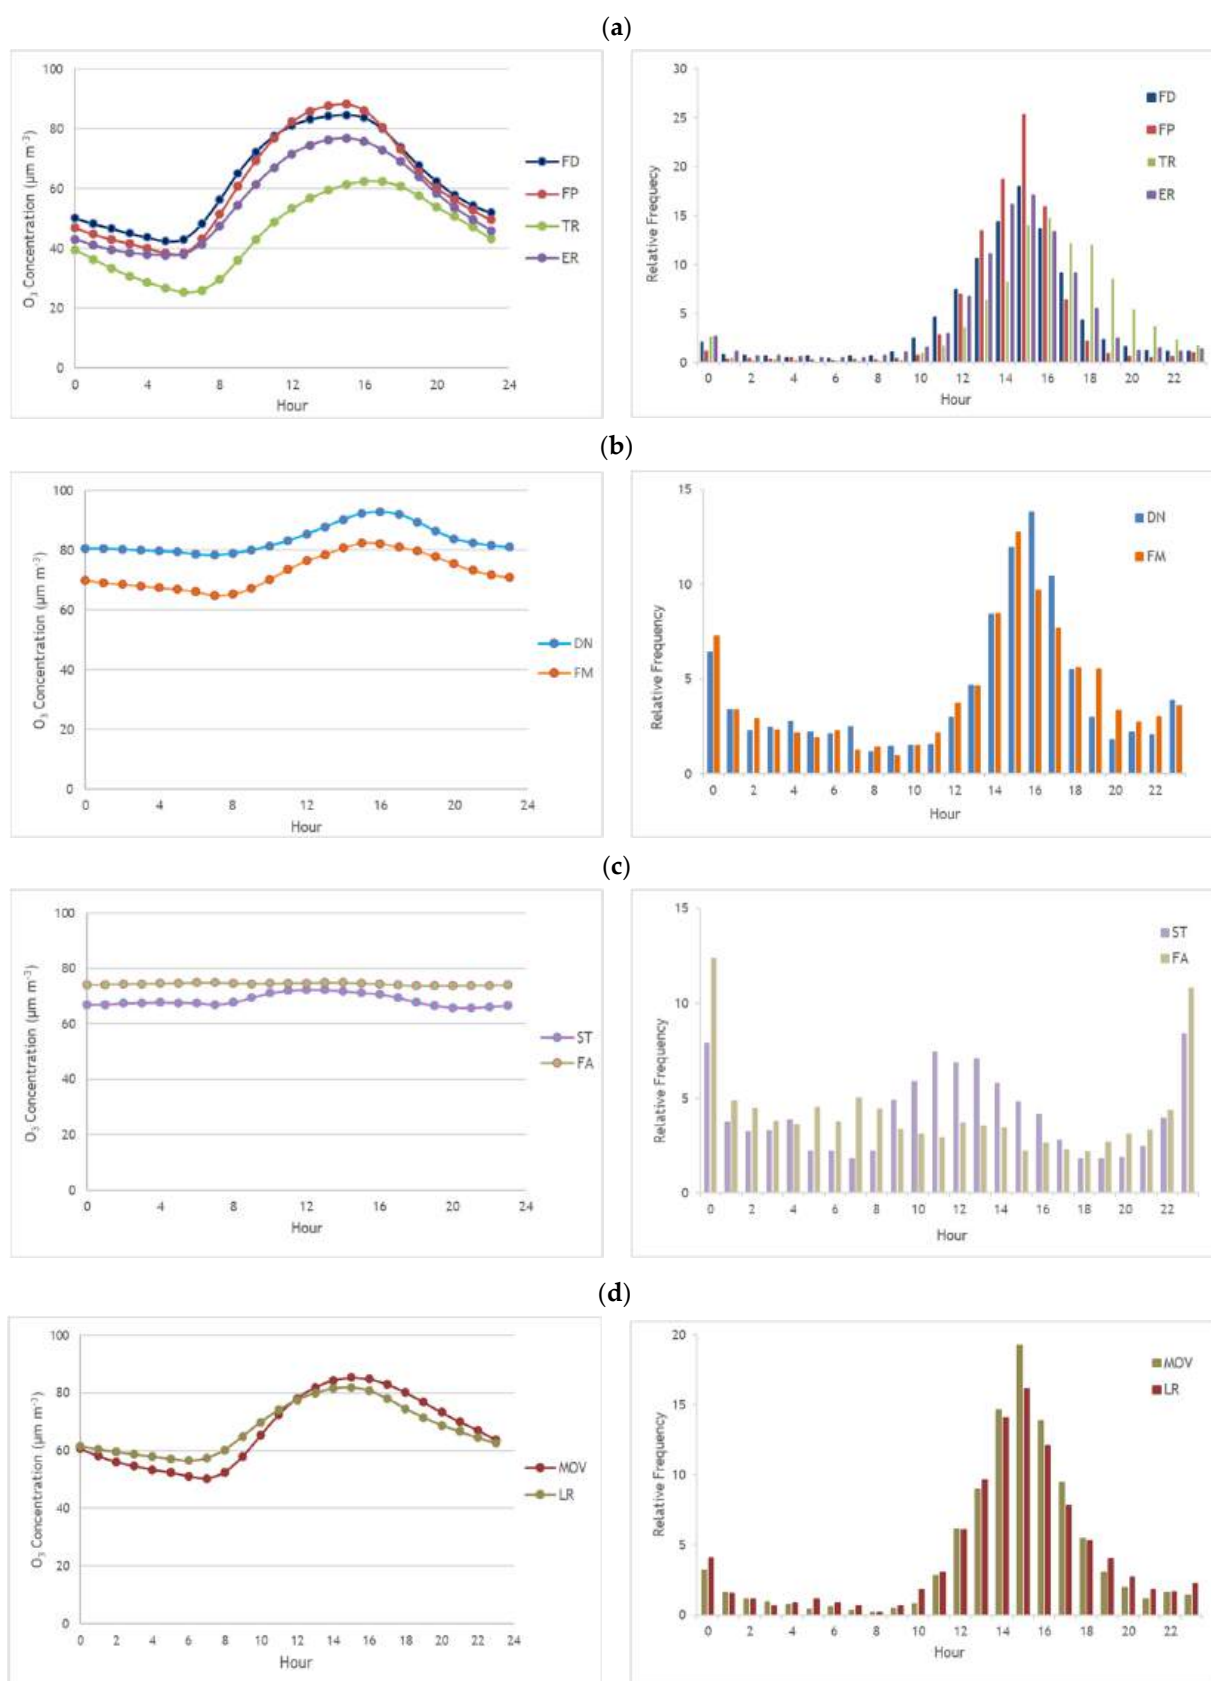 (a)
100
80
60
40
20
0
O₃ Concentration (µm m⁻³)
0 4 8 12 16 20 24
Hour
FD
FP
TR
ER
30
25
20
15
10
5
0
Relative Frequecy
0 2 4 6 8 10 12 14 16 18 20 22
Hour
FD
FP
TR
ER
(b)
100
80
60
40
20
0
O₃ Concentration (µm m⁻³)
0 4 8 12 16 20 24
Hour
DN
FM
15
10
5
0
Relative Frequency
0 2 4 6 8 10 12 14 16 18 20 22
Hour
DN
FM
(c)
100
80
60
40
20
0
O₃ Concentration (µm m⁻³)
0 4 8 12 16 20 24
Hour
ST
FA
15
10
5
0
Relative Frequency
0 2 4 6 8 10 12 14 16 18 20 22
Hour
ST
FA
(d)
100
80
60
40
20
0
O₃ Concentration (µm m⁻³)
0 2 4 6 8 10 12 14 16 18 20 22 24
Hour
MOV
LR
20
15
10
5
0
Relative Frequency
0 2 4 6 8 10 12 14 16 18 20 22
Hour
MOV
LR